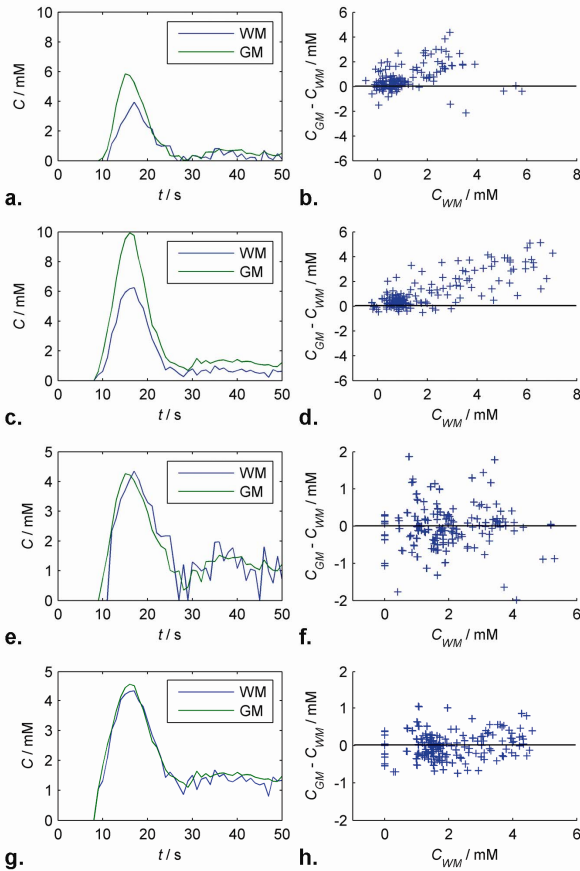 10
8
6
4
2
0
C / mM
WM
GM
0 10 20 30 40 50
t / s
a.
6
4
2
0
-2
-4
-6
C_GM - C_WM / mM
0 2 4 6 8
C_WM / mM
b.
10
8
6
4
2
0
C / mM
WM
GM
0 10 20 30 40 50
t / s
c.
6
4
2
0
-2
-4
-6
C_GM - C_WM / mM
0 2 4 6 8
C_WM / mM
d.
5
4
3
2
1
0
C / mM
WM
GM
0 10 20 30 40 50
t / s
e.
2
1
0
-1
-2
C_GM - C_WM / mM
0 2 4 6
C_WM / mM
f.
5
4
3
2
1
0
C / mM
WM
GM
0 10 20 30 40 50
t / s
g.
2
1
0
-1
-2
C_GM - C_WM / mM
0 2 4 6
C_WM / mM
h.